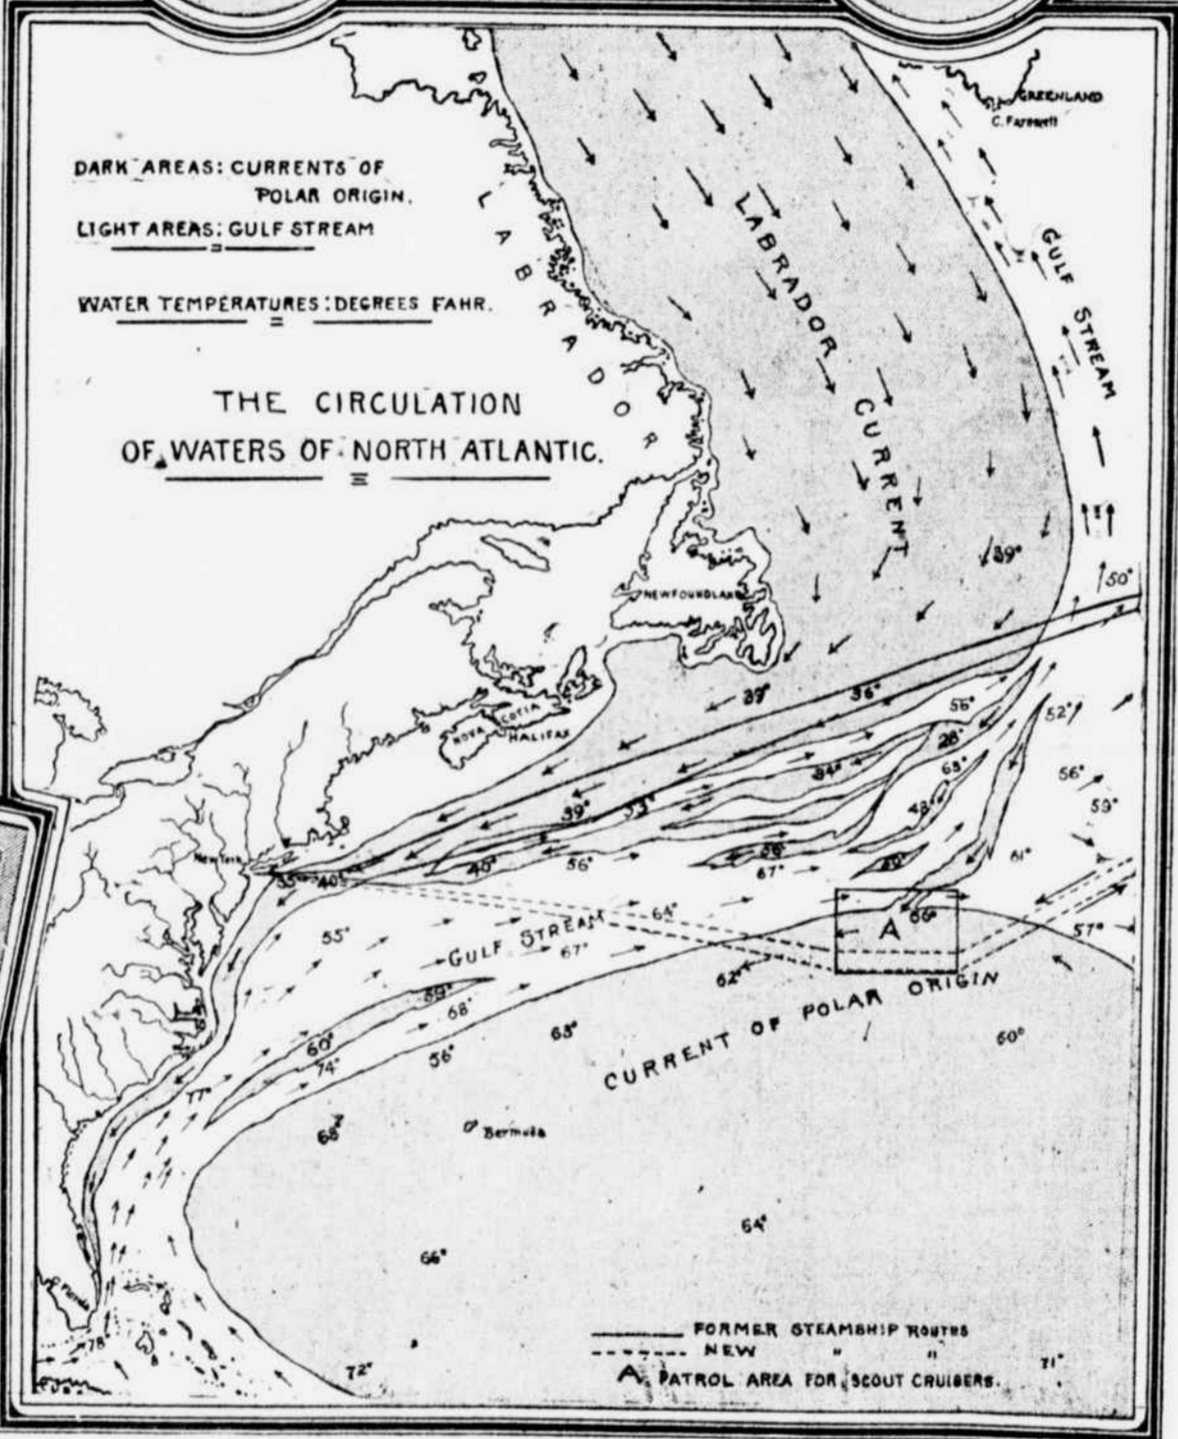 GREENLAND
C. Farewell
DARK AREAS: CURRENTS OF
POLAR ORIGIN.
LIGHT AREAS: GULF STREAM
WATER TEMPERATURES: DEGREES FAHR.
THE CIRCULATION
OF WATERS OF NORTH ATLANTIC.
LABRADOR
LABRADOR CURRENT
GULF STREAM
39°
50°
NEWFOUNDLAND
NOVA SCOTIA
HALIFAX
39°
36°
56°
52°
28°
34°
63°
56°
59°
48°
39°
33°
40°
56°
67°
61°
New York
40°
55°
GULF STREAM
64°
67°
A
66°
57°
62°
CURRENT OF POLAR ORIGIN
68°
60°
74°
56°
63°
60°
77°
68°
Bermuda
64°
66°
Florida
78°
72°
71°
FORMER STEAMSHIP ROUTES
NEW " "
A. PATROL AREA FOR SCOUT CRUISERS.